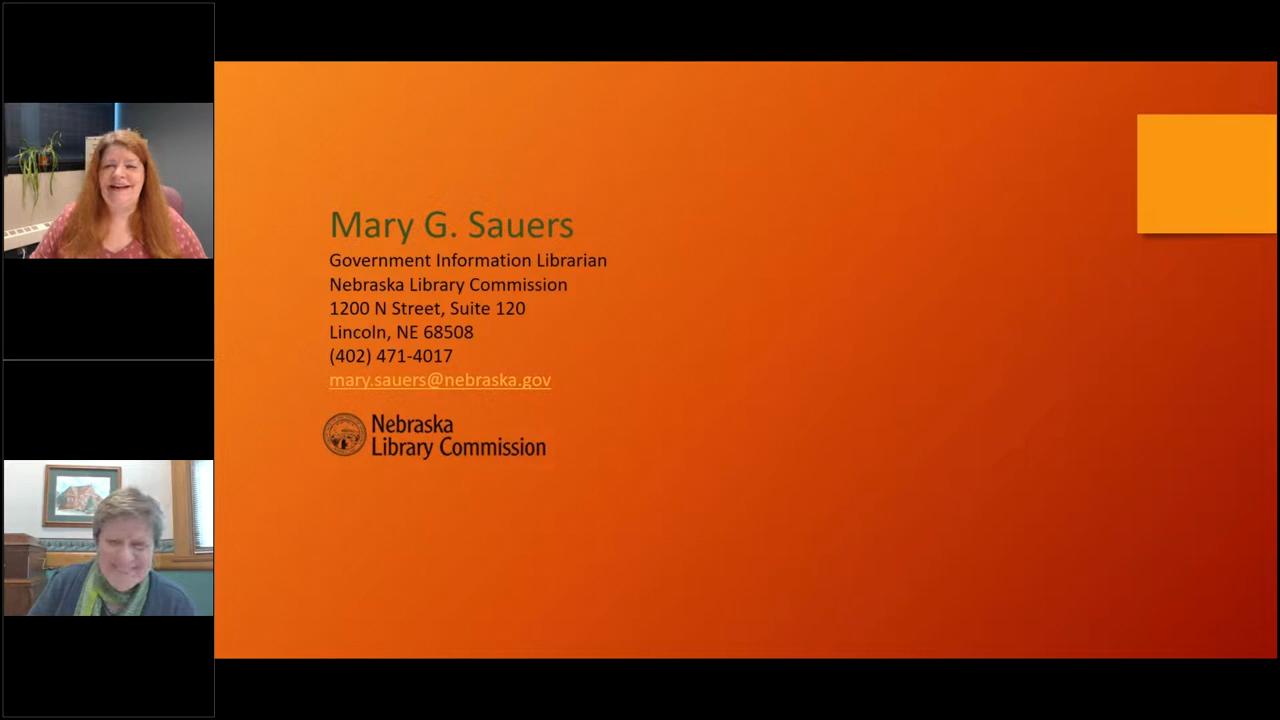 Mary G. Sauers
Government Information Librarian
Nebraska Library Commission
1200 N Street, Suite 120
Lincoln, NE 68508
(402) 471-4017
mary.sauers@nebraska.gov
Nebraska
Library Commission